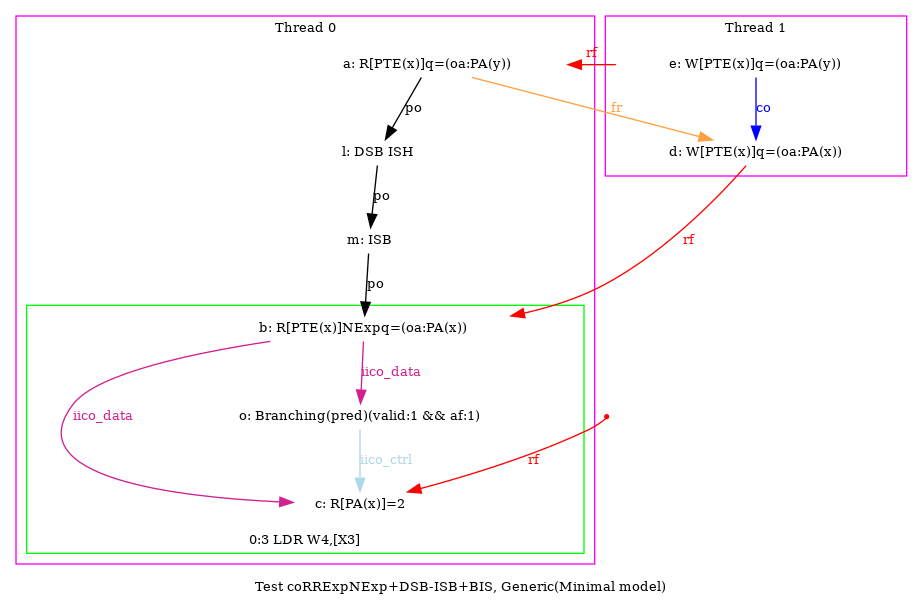 Thread 0
Thread 1
a: R[PTE(x)]q=(oa:PA(y))
rf
e: W[PTE(x)]q=(oa:PA(y))
po
fr
co
l: DSB ISH
d: W[PTE(x)]q=(oa:PA(x))
po
rf
m: ISB
po
b: R[PTE(x)]NExpq=(oa:PA(x))
iico_data
iico_data
o: Branching(pred)(valid:1 && af:1)
iico_ctrl
rf
c: R[PA(x)]=2
0:3 LDR W4,[X3]
Test coRRExpNExp+DSB-ISB+BIS, Generic(Minimal model)